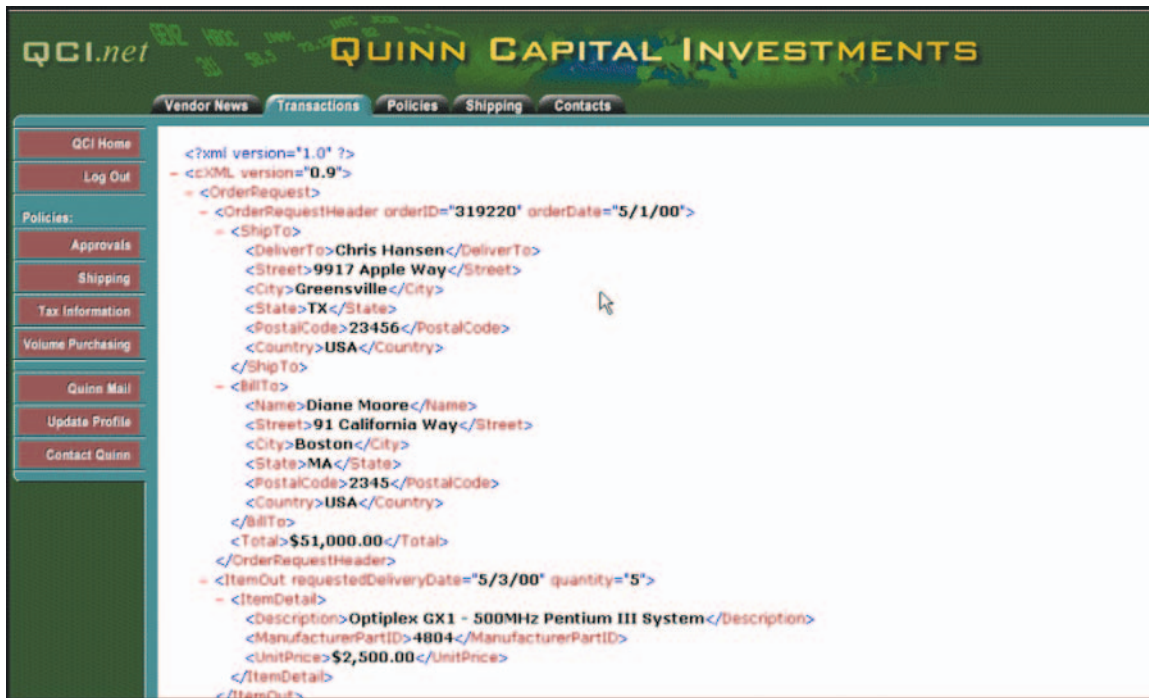 QCI.net
QUINN CAPITAL INVESTMENTS
Vendor News Transactions Policies Shipping Contacts
QCI Home
Log Out
Policies:
Approvals
Shipping
Tax Information
Volume Purchasing
Quinn Mail
Update Profile
Contact Quinn
<?xml version="1.0" ?>
- <cXML version="0.9">
- <OrderRequest>
- <OrderRequestHeader orderID="319220" orderDate="5/1/00">
- <ShipTo>
<DeliverTo>Chris Hansen</DeliverTo>
<Street>9917 Apple Way</Street>
<City>Greensville</City>
<State>TX</State>
<PostalCode>23456</PostalCode>
<Country>USA</Country>
</ShipTo>
- <BillTo>
<Name>Diane Moore</Name>
<Street>91 California Way</Street>
<City>Boston</City>
<State>MA</State>
<PostalCode>2345</PostalCode>
<Country>USA</Country>
</BillTo>
<Total>$51,000.00</Total>
</OrderRequestHeader>
- <ItemOut requestedDeliveryDate="5/3/00" quantity="5">
- <ItemDetail>
<Description>Optiplex GX1 - 500MHz Pentium III System</Description>
<ManufacturerPartID>4804</ManufacturerPartID>
<UnitPrice>$2,500.00</UnitPrice>
</ItemDetail>
</ItemOut>